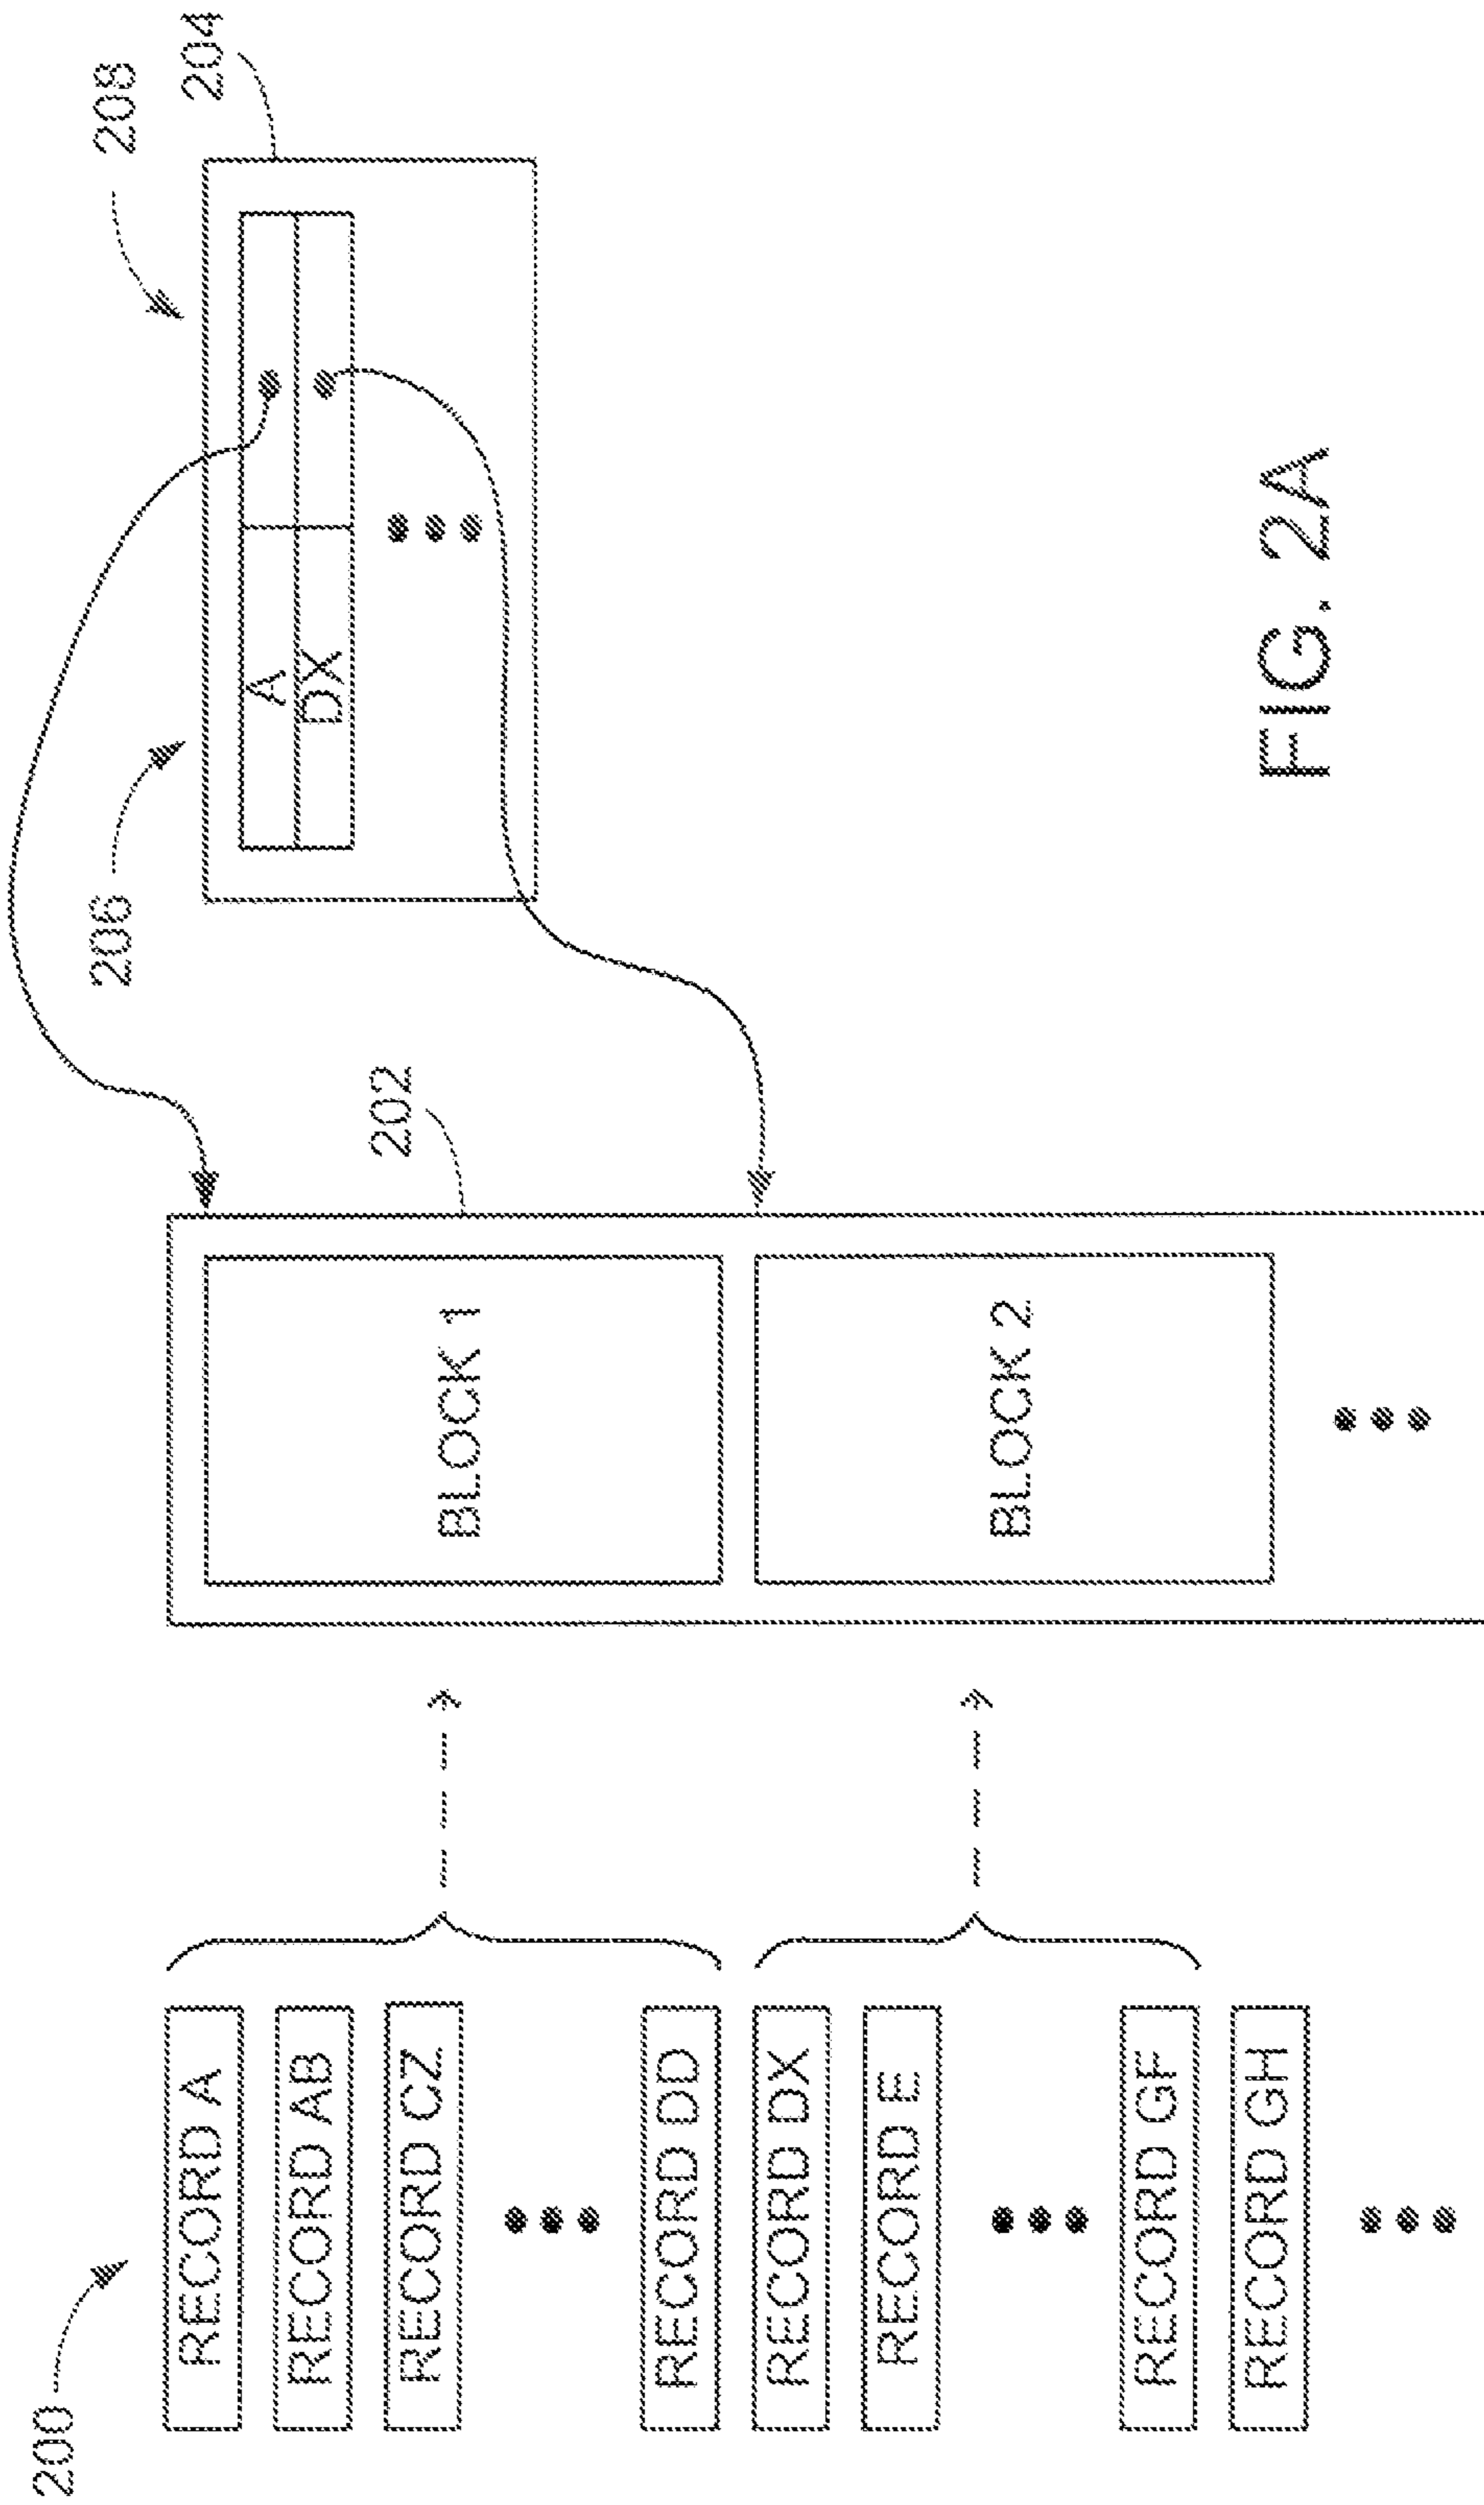 200
RECORD A
RECORD AB
RECORD CZ
RECORD DD
RECORD DX
RECORD E
RECORD GF
RECORD GH
BLOCK 1
BLOCK 2
202
206
208
204
A
DX
FIG. 2A